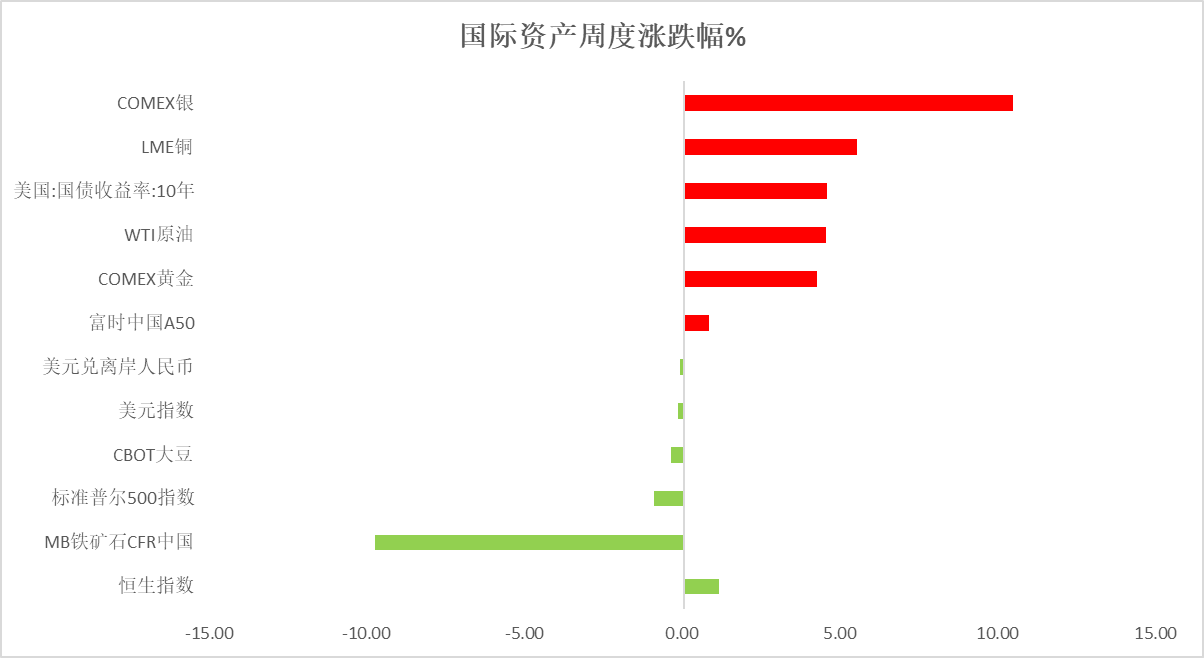 国际资产周度涨跌幅%
COMEX银
LME铜
美国:国债收益率:10年
WTI原油
COMEX黄金
富时中国A50
美元兑离岸人民币
美元指数
CBOT大豆
标准普尔500指数
MB铁矿石CFR中国
恒生指数
-15.00 -10.00 -5.00 0.00 5.00 10.00 15.00